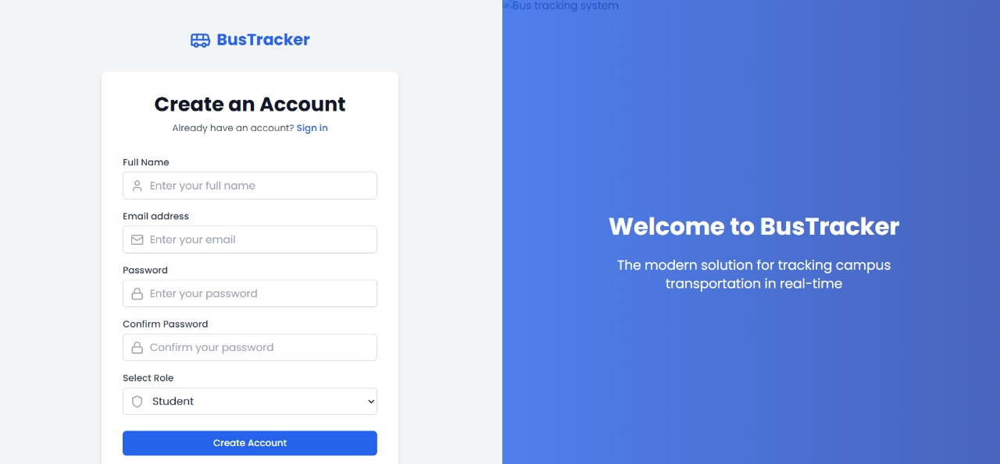 BusTracker
Create an Account
Already have an account? Sign in
Full Name
Enter your full name
Email address
Enter your email
Password
Enter your password
Confirm Password
Confirm your password
Select Role
Student
Create Account
Bus tracking system
Welcome to BusTracker
The modern solution for tracking campus
transportation in real-time